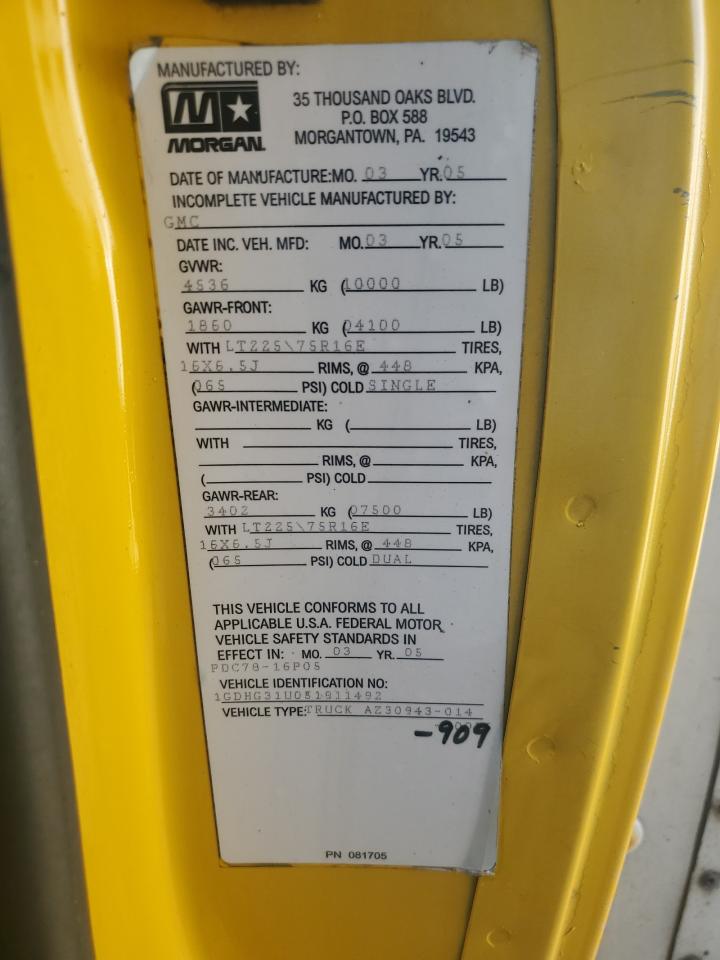 MANUFACTURED BY:
MORGAN
35 THOUSAND OAKS BLVD.
P.O. BOX 588
MORGANTOWN, PA. 19543
DATE OF MANUFACTURE: MO. 03 YR. 05
INCOMPLETE VEHICLE MANUFACTURED BY:
GMC
DATE INC. VEH. MFD: MO. 03 YR. 05
GVWR:
4536 KG (10000 LB)
GAWR-FRONT:
1860 KG (04100 LB)
WITH LT225\75R16E TIRES,
16X6.5J RIMS, @ 448 KPA,
(065 PSI) COLD SINGLE
GAWR-INTERMEDIATE:
KG ( LB)
WITH TIRES,
RIMS, @ KPA,
( PSI) COLD
GAWR-REAR:
3402 KG (07500 LB)
WITH LT225\75R16E TIRES,
16X6.5J RIMS, @ 448 KPA,
(065 PSI) COLD DUAL
THIS VEHICLE CONFORMS TO ALL
APPLICABLE U.S.A. FEDERAL MOTOR
VEHICLE SAFETY STANDARDS IN
EFFECT IN: MO. 03 YR. 05
PDC78-16P05
VEHICLE IDENTIFICATION NO:
1GDHG31U051911492
VEHICLE TYPE: TRUCK AZ30943-014
-909
PN 081705